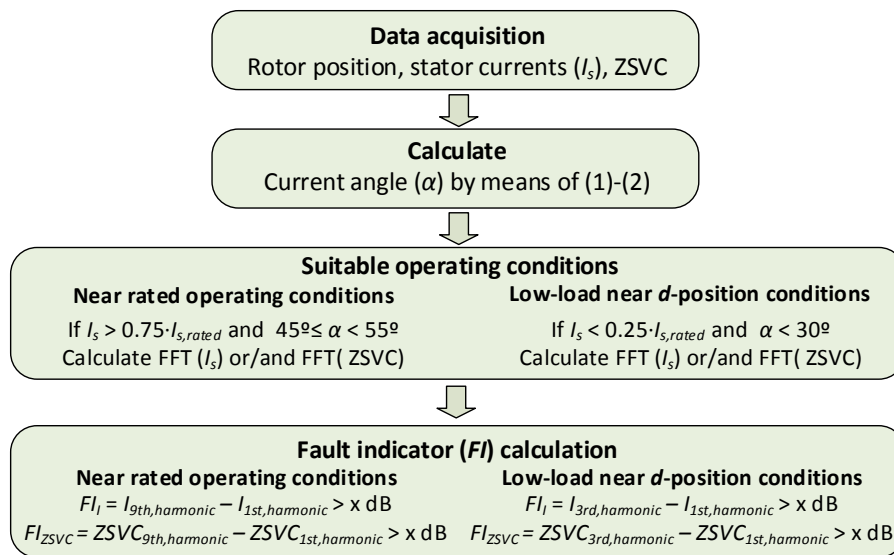 Data acquisition
Rotor position, stator currents (Is), ZSVC
Calculate
Current angle (α) by means of (1)-(2)
Suitable operating conditions
Near rated operating conditions
If Is > 0.75·Is,rated and 45º≤ α < 55º
Calculate FFT (Is) or/and FFT( ZSVC)
Low-load near d-position conditions
If Is < 0.25·Is,rated and α < 30º
Calculate FFT (Is) or/and FFT( ZSVC)
Fault indicator (FI) calculation
Near rated operating conditions
FII = I9th,harmonic – I1st,harmonic > x dB
FIZSVC = ZSVC9th,harmonic – ZSVC1st,harmonic > x dB
Low-load near d-position conditions
FII = I3rd,harmonic – I1st,harmonic > x dB
FIZSVC = ZSVC3rd,harmonic – ZSVC1st,harmonic > x dB